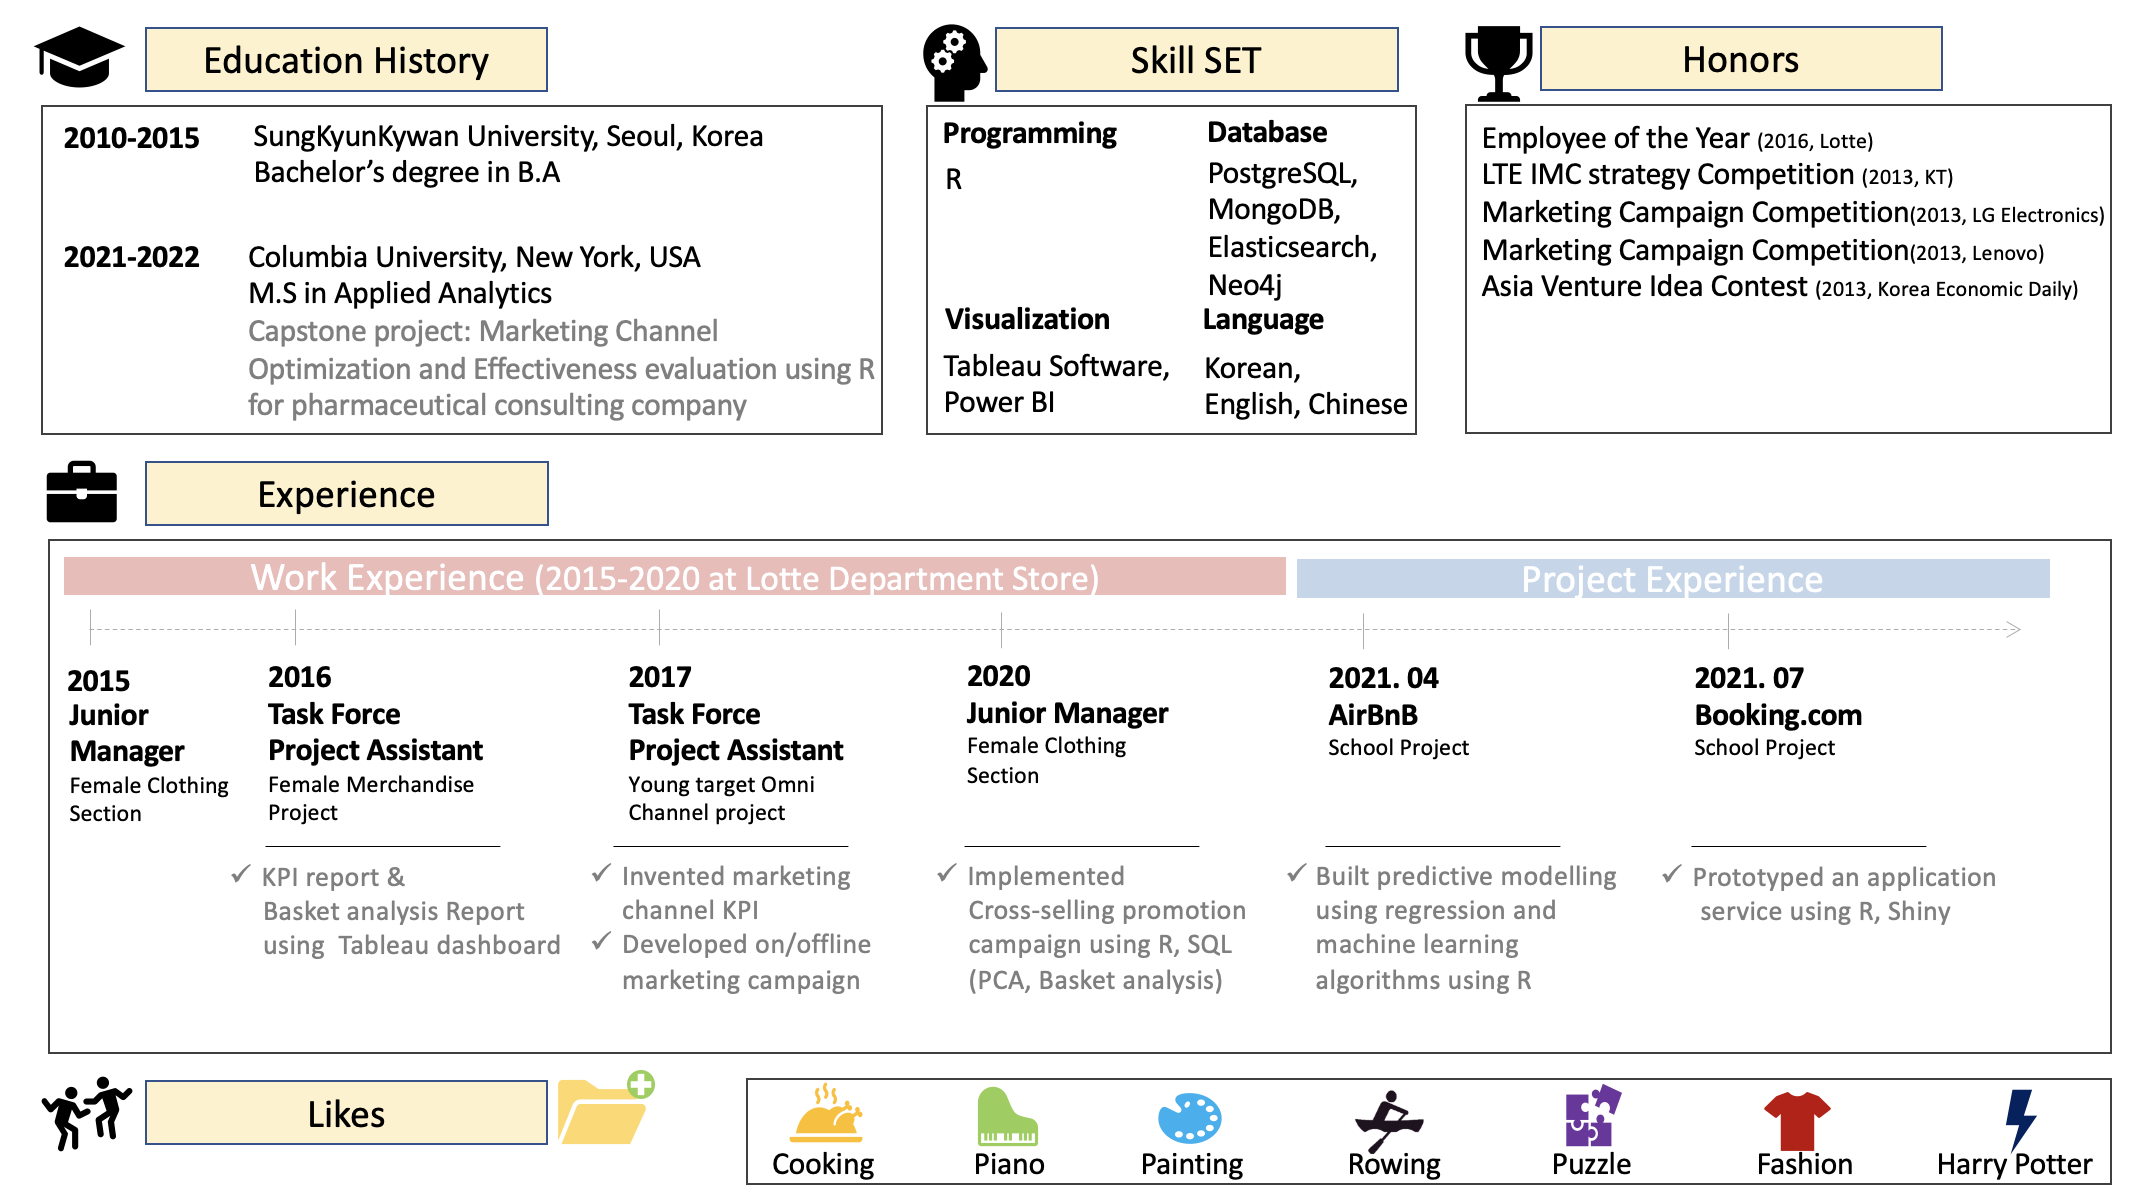 Education History
2010-2015
SungKyunKywan University, Seoul, Korea
Bachelor's degree in B.A
2021-2022
Columbia University, New York, USA
M.S in Applied Analytics
Capstone project: Marketing Channel
Optimization and Effectiveness evaluation using R
for pharmaceutical consulting company
Skill SET
Programming
R
Database
PostgreSQL,
MongoDB,
Elasticsearch,
Neo4j
Visualization
Tableau Software,
Power BI
Language
Korean,
English, Chinese
Honors
Employee of the Year (2016, Lotte)
LTE IMC strategy Competition (2013, KT)
Marketing Campaign Competition(2013, LG Electronics)
Marketing Campaign Competition(2013, Lenovo)
Asia Venture Idea Contest (2013, Korea Economic Daily)
Experience
Work Experience (2015-2020 at Lotte Department Store)
Project Experience
2015
Junior
Manager
Female Clothing
Section
2016
Task Force
Project Assistant
Female Merchandise
Project
✓ KPI report &
Basket analysis Report
using Tableau dashboard
2017
Task Force
Project Assistant
Young target Omni
Channel project
✓ Invented marketing
channel KPI
✓ Developed on/offline
marketing campaign
2020
Junior Manager
Female Clothing
Section
✓ Implemented
Cross-selling promotion
campaign using R, SQL
(PCA, Basket analysis)
2021. 04
AirBnB
School Project
✓ Built predictive modelling
using regression and
machine learning
algorithms using R
2021. 07
Booking.com
School Project
✓ Prototyped an application
service using R, Shiny
Likes
Cooking
Piano
Painting
Rowing
Puzzle
Fashion
Harry Potter